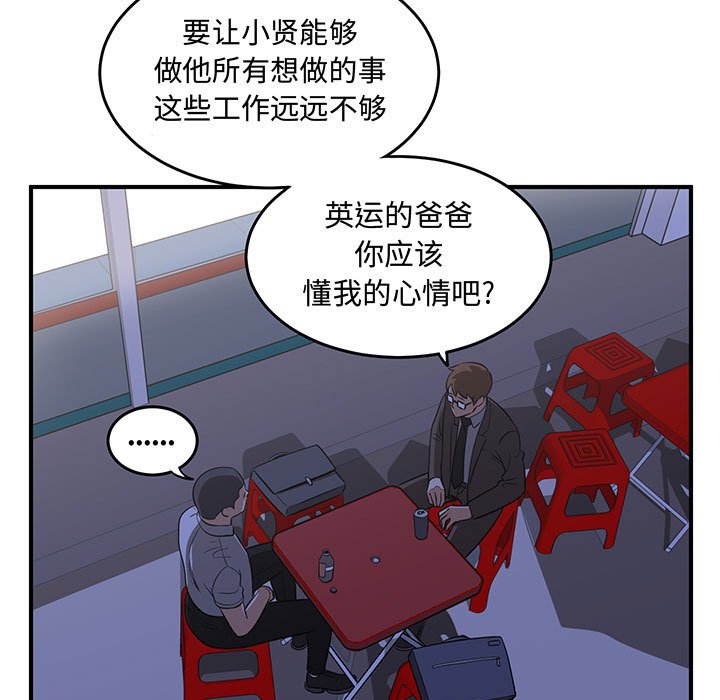 要让小贤能够
做他所有想做的事
这些工作远远不够
英运的爸爸
你应该
懂我的心情吧?
……